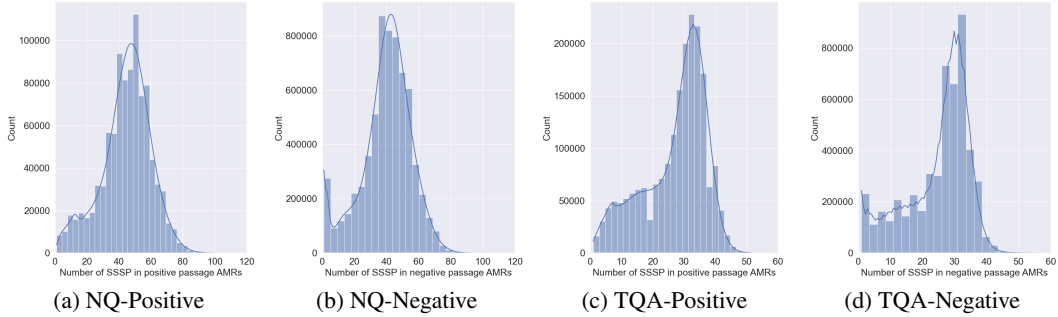 100000
80000
60000
40000
20000
0
Count
0 20 40 60 80 100 120
Number of SSSP in positive passage AMRs
(a) NQ-Positive
800000
600000
400000
200000
0
Count
0 20 40 60 80 100 120
Number of SSSP in negative passage AMRs
(b) NQ-Negative
200000
150000
100000
50000
0
Count
0 10 20 30 40 50 60
Number of SSSP in positive passage AMRs
(c) TQA-Positive
800000
600000
400000
200000
0
Count
0 10 20 30 40 50 60
Number of SSSP in negative passage AMRs
(d) TQA-Negative